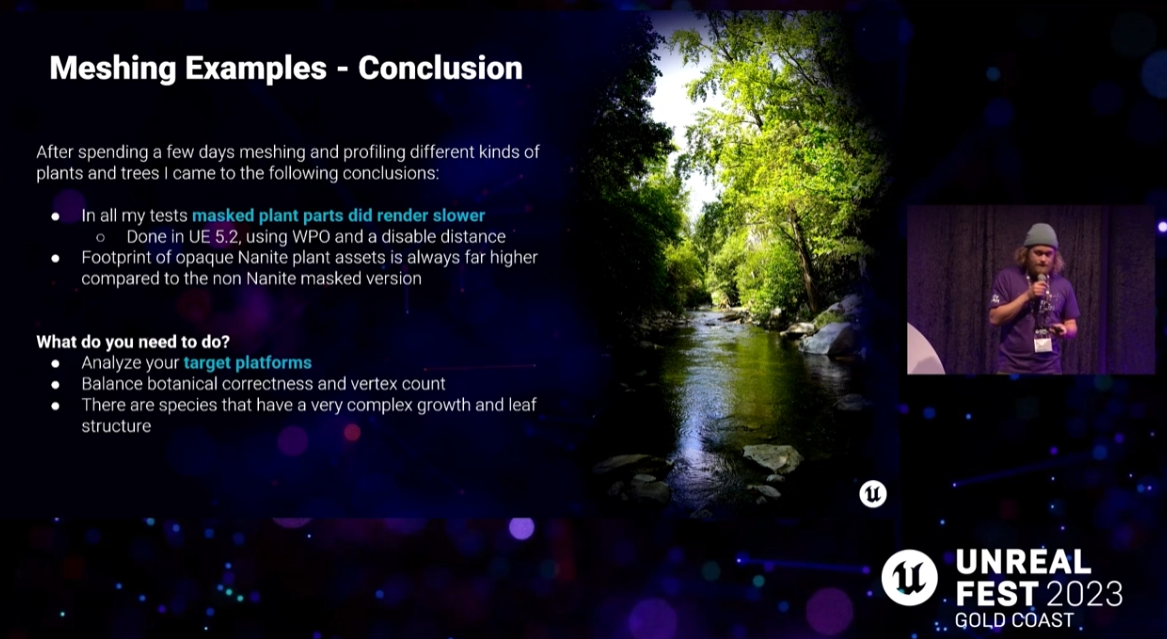 Meshing Examples - Conclusion
After spending a few days meshing and profiling different kinds of
plants and trees I came to the following conclusions:
● In all my tests masked plant parts did render slower
○ Done in UE 5.2, using WPO and a disable distance
● Footprint of opaque Nanite plant assets is always far higher
compared to the non Nanite masked version
What do you need to do?
● Analyze your target platforms
● Balance botanical correctness and vertex count
● There are species that have a very complex growth and leaf
structure
UNREAL
FEST 2023
GOLD COAST